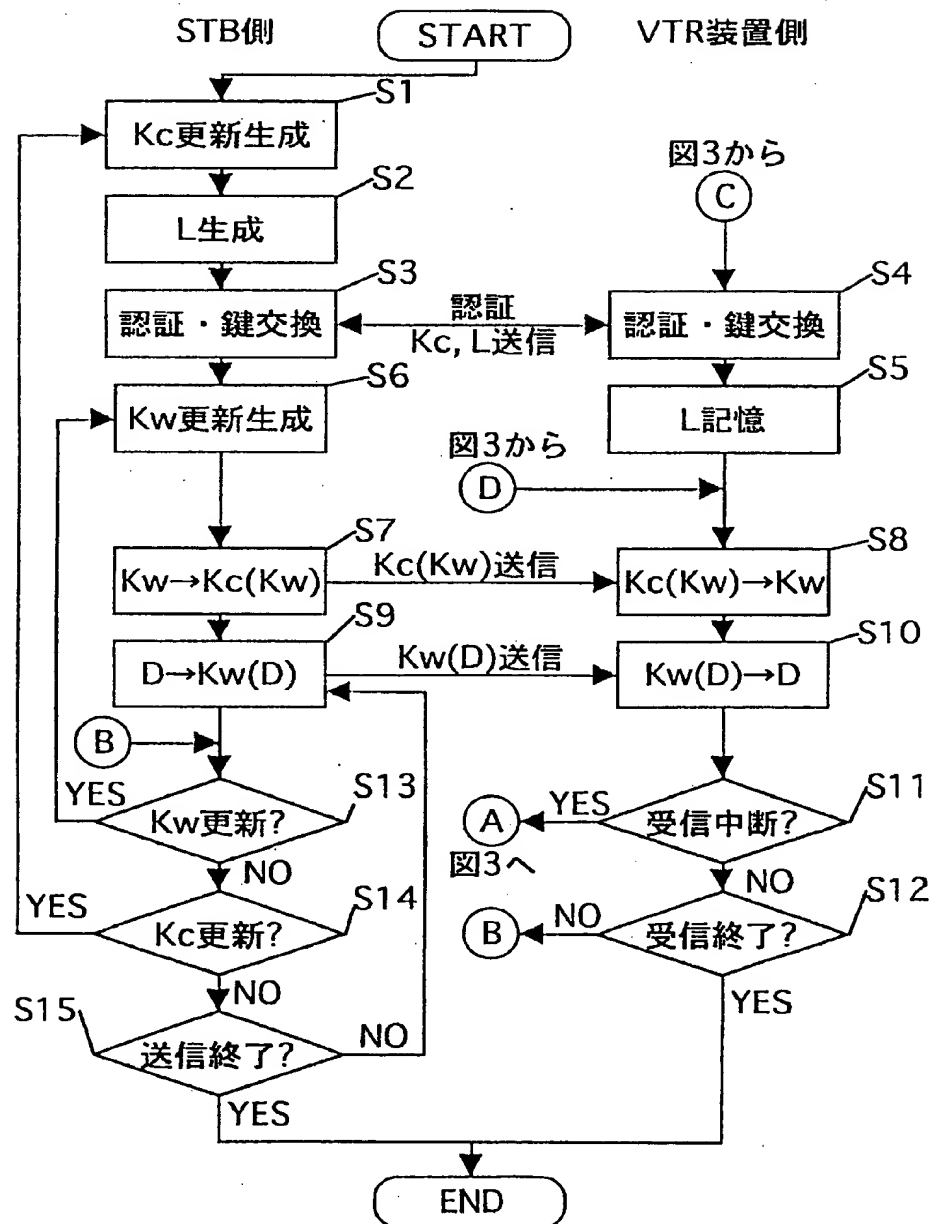 STB側
START
VTR装置側
S1
Kc更新生成
図3から
C
S2
L生成
S3
認証・鍵交換
認証
Kc, L送信
S4
認証・鍵交換
S6
Kw更新生成
S5
L記憶
図3から
D
S7
Kw→Kc(Kw)
Kc(Kw)送信
S8
Kc(Kw)→Kw
S9
D→Kw(D)
Kw(D)送信
S10
Kw(D)→D
B
YES
S13
Kw更新?
NO
A
図3へ
YES
S11
受信中断?
NO
YES
S14
Kc更新?
NO
B
NO
S12
受信終了?
YES
S15
送信終了?
NO
YES
END